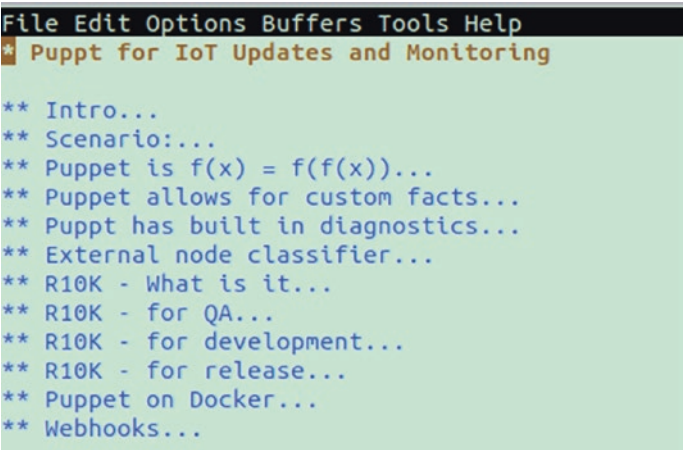 File Edit Options Buffers Tools Help
* Puppt for IoT Updates and Monitoring
** Intro...
** Scenario:...
** Puppet is f(x) = f(f(x))...
** Puppet allows for custom facts...
** Puppt has built in diagnostics...
** External node classifier...
** R10K - What is it...
** R10K - for QA...
** R10K - for development...
** R10K - for release...
** Puppet on Docker...
** Webhooks...